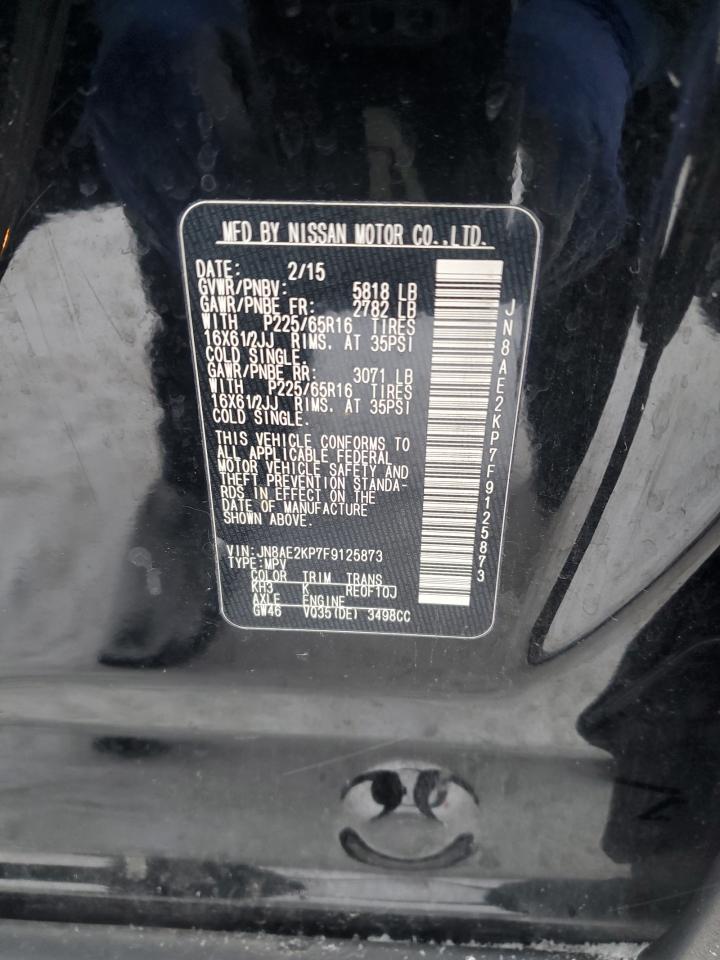 MFD BY NISSAN MOTOR CO.,LTD.
DATE: 2/15
GVWR/PNBV: 5818 LB
GAWR/PNBE FR: 2782 LB
WITH P225/65R16 TIRES
16X61/2JJ RIMS. AT 35PSI
COLD SINGLE.
GAWR/PNBE RR: 3071 LB
WITH P225/65R16 TIRES
16X61/2JJ RIMS. AT 35PSI
COLD SINGLE.
THIS VEHICLE CONFORMS TO
ALL APPLICABLE FEDERAL
MOTOR VEHICLE SAFETY AND
THEFT PREVENTION STANDA-
RDS IN EFFECT ON THE
DATE OF MANUFACTURE
SHOWN ABOVE.
VIN:JN8AE2KP7F9125873
TYPE:MPV
COLOR TRIM TRANS
KH3 K RE0F10J
AXLE ENGINE
GW46 VQ35(DE) 3498CC
JN8AE2KP7F9125873